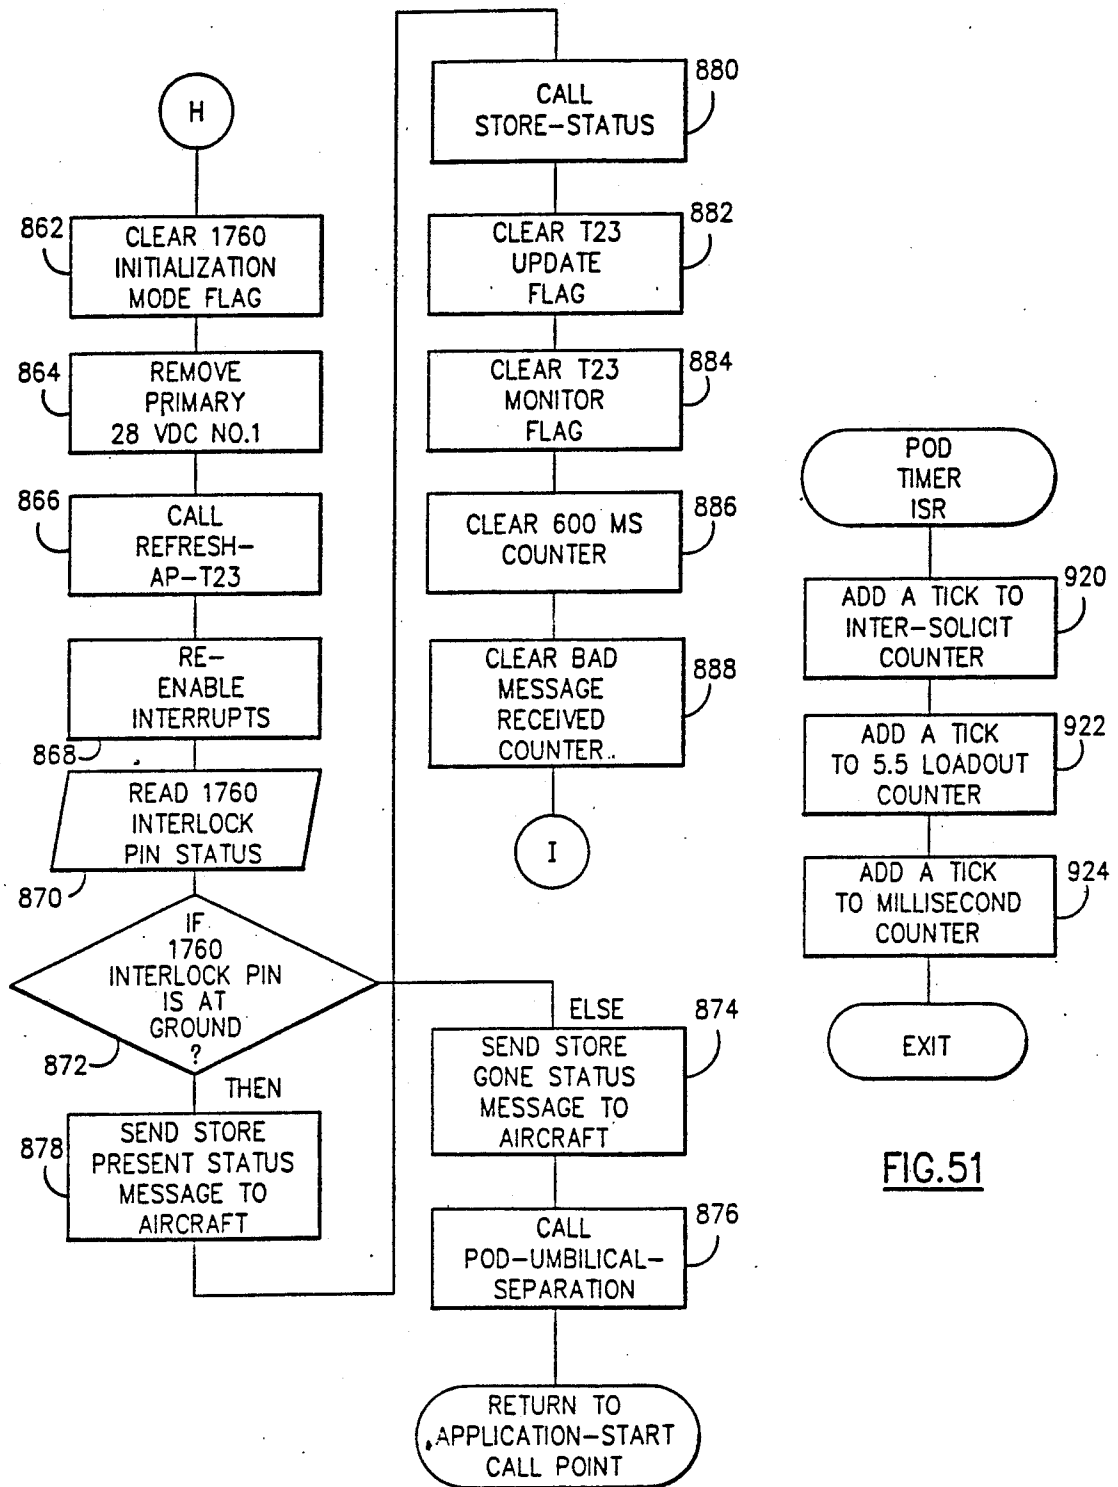 H
862
CLEAR 1760
INITIALIZATION
MODE FLAG
864
REMOVE
PRIMARY
28 VDC NO.1
866
CALL
REFRESH-
AP-T23
RE-
ENABLE
INTERRUPTS
868
READ 1760
INTERLOCK
PIN STATUS
870
IF
1760
INTERLOCK PIN
IS AT
GROUND
?
872
THEN
878
SEND STORE
PRESENT STATUS
MESSAGE TO
AIRCRAFT
880
CALL
STORE-STATUS
882
CLEAR T23
UPDATE
FLAG
884
CLEAR T23
MONITOR
FLAG
886
CLEAR 600 MS
COUNTER
888
CLEAR BAD
MESSAGE
RECEIVED
COUNTER
I
ELSE
874
SEND STORE
GONE STATUS
MESSAGE TO
AIRCRAFT
876
CALL
POD-UMBILICAL-
SEPARATION
RETURN TO
APPLICATION-START
CALL POINT
POD
TIMER
ISR
920
ADD A TICK TO
INTER-SOLICIT
COUNTER
922
ADD A TICK
TO 5.5 LOADOUT
COUNTER
924
ADD A TICK
TO MILLISECOND
COUNTER
EXIT
FIG.51